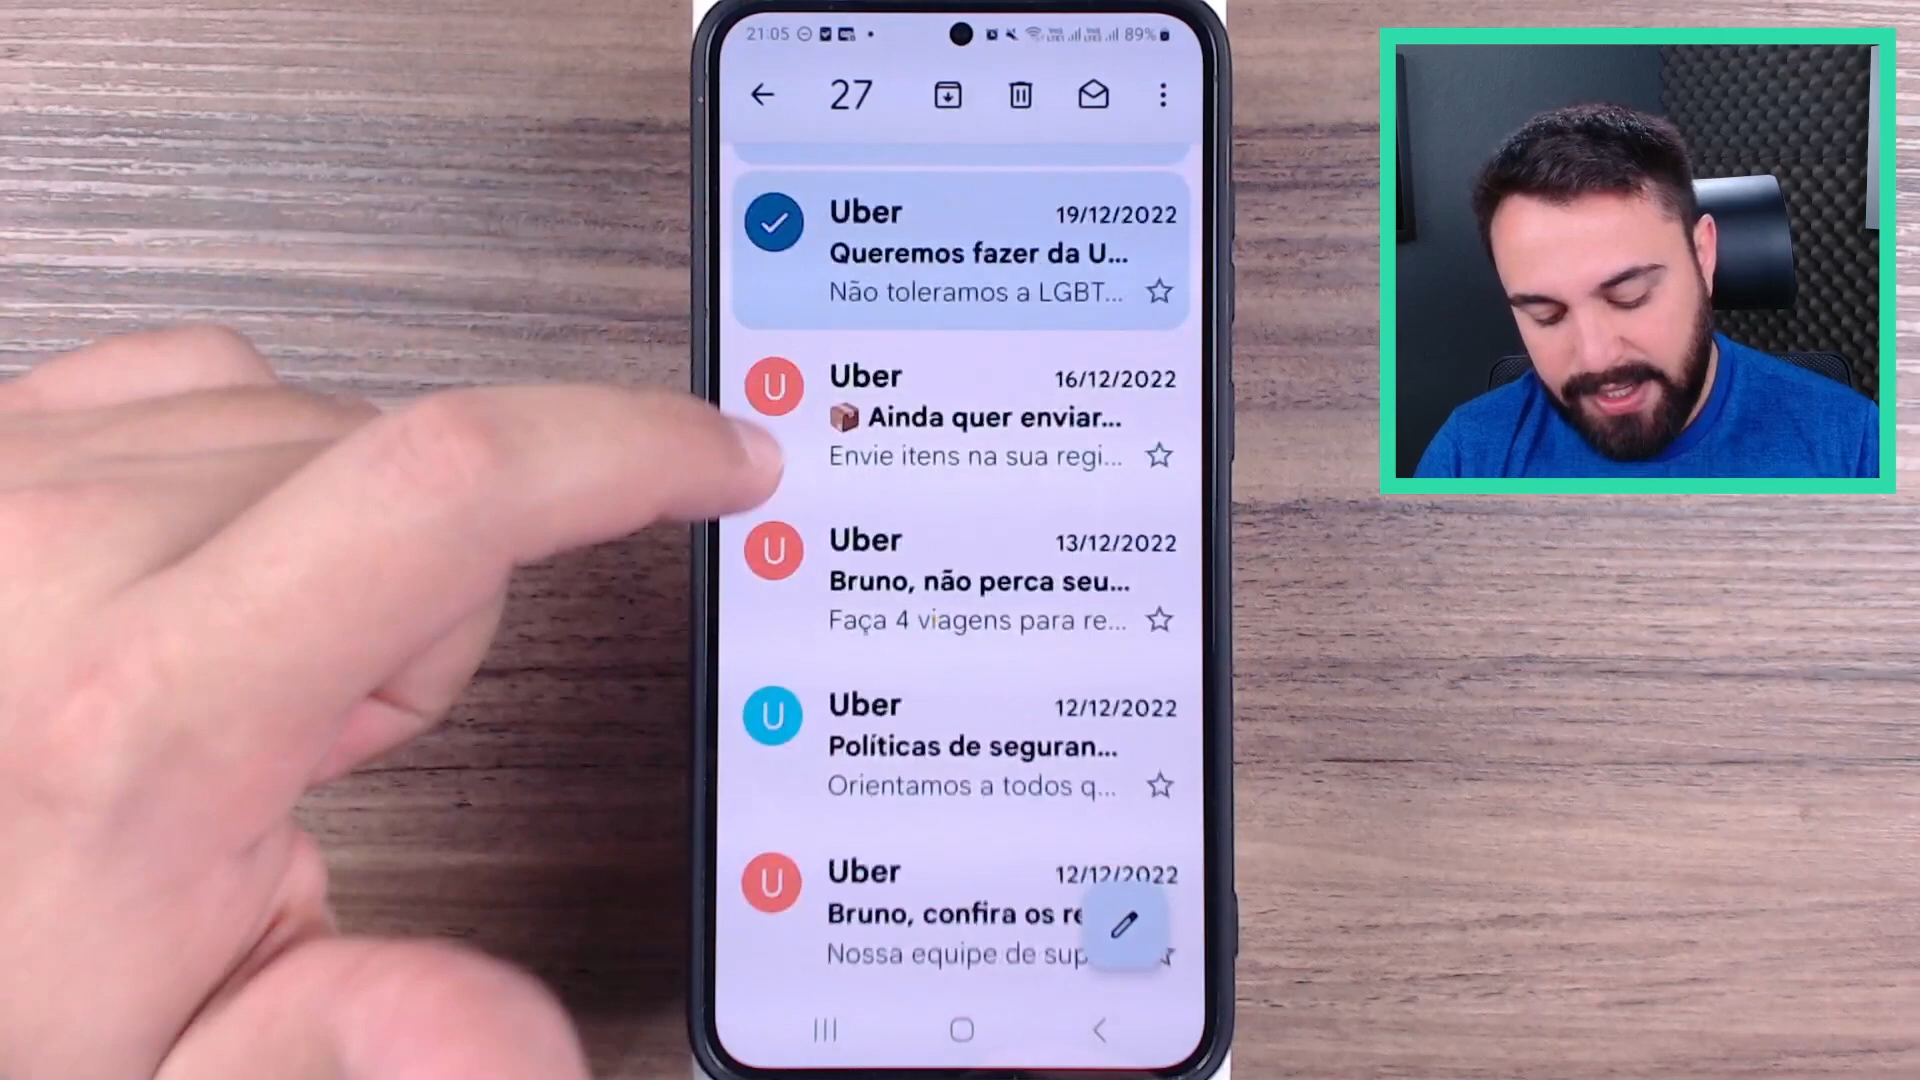 21:05
89%
27
Uber 19/12/2022
Queremos fazer da U...
Não toleramos a LGBT...
U Uber 16/12/2022
Ainda quer enviar...
Envie itens na sua regi...
U Uber 13/12/2022
Bruno, não perca seu...
Faça 4 viagens para re...
U Uber 12/12/2022
Políticas de seguran...
Orientamos a todos q...
U Uber 12/12/2022
Bruno, confira os re
Nossa equipe de sup